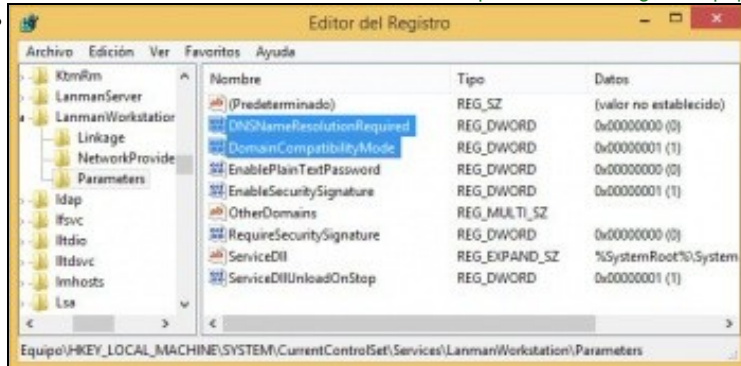 Editor del Registro
Archivo Edición Ver Favoritos Ayuda
KtmRm
LanmanServer
LanmanWorkstation
Linkage
NetworkProvide
Parameters
ldap
lfsvc
lltdio
lltdsvc
lmhosts
Lsa
Nombre Tipo Datos
(Predeterminado) REG_SZ (valor no establecido)
DNSNameResolutionRequired REG_DWORD 0x00000000 (0)
DomainCompatibilityMode REG_DWORD 0x00000001 (1)
EnablePlainTextPassword REG_DWORD 0x00000000 (0)
EnableSecuritySignature REG_DWORD 0x00000001 (1)
OtherDomains REG_MULTI_SZ
RequireSecuritySignature REG_DWORD 0x00000000 (0)
ServiceDll REG_EXPAND_SZ %SystemRoot%\System
ServiceDllUnloadOnStop REG_DWORD 0x00000001 (1)
Equipo\HKEY_LOCAL_MACHINE\SYSTEM\CurrentControlSet\Services\LanmanWorkstation\Parameters